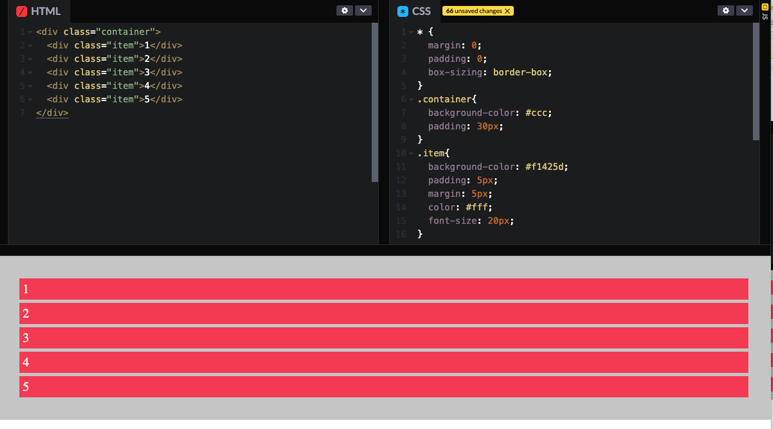 HTML
1 <div class="container">
2 <div class="item">1</div>
3 <div class="item">2</div>
4 <div class="item">3</div>
5 <div class="item">4</div>
6 <div class="item">5</div>
7 </div>
CSS
66 unsaved changes X
1 * {
2 margin: 0;
3 padding: 0;
4 box-sizing: border-box;
5 }
6 .container{
7 background-color: #ccc;
8 padding: 30px;
9 }
10 .item{
11 background-color: #f1425d;
12 padding: 5px;
13 margin: 5px;
14 color: #fff;
15 font-size: 20px;
16 }
JS
1
2
3
4
5